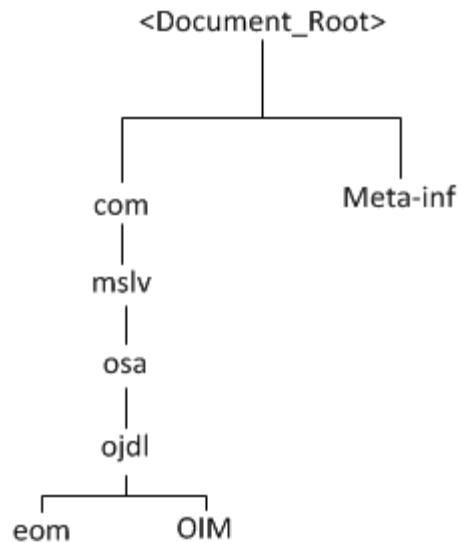 <Document_Root>
com
Meta-inf
mslv
osa
ojdl
eom
OIM